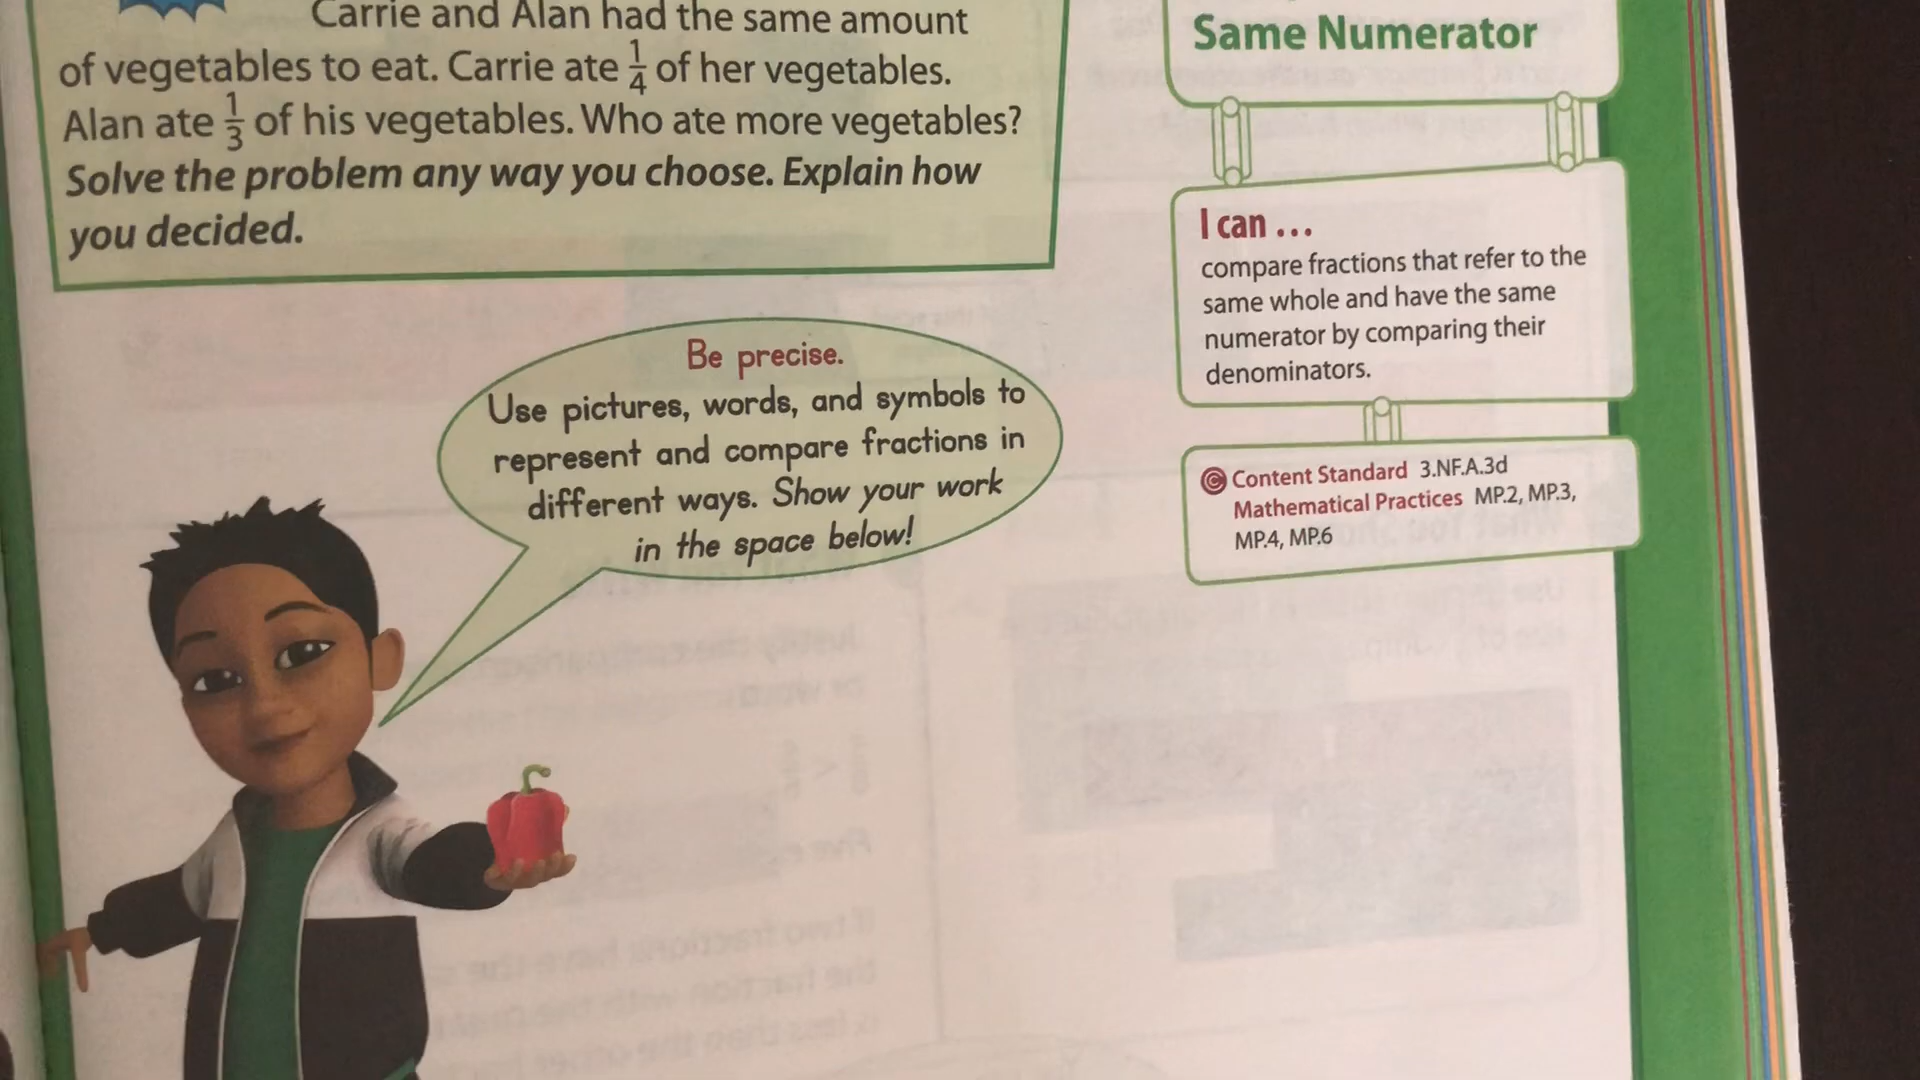 Carrie and Alan had the same amount
of vegetables to eat. Carrie ate 1/4 of her vegetables.
Alan ate 1/3 of his vegetables. Who ate more vegetables?
Solve the problem any way you choose. Explain how
you decided.
Same Numerator
I can ...
compare fractions that refer to the
same whole and have the same
numerator by comparing their
denominators.
© Content Standard 3.NF.A.3d
Mathematical Practices MP.2, MP.3,
MP.4, MP.6
Be precise.
Use pictures, words, and symbols to
represent and compare fractions in
different ways. Show your work
in the space below!